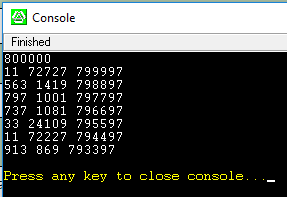 Console
Finished
800000
11 72727 799997
563 1419 798897
797 1001 797797
737 1081 796697
33 24109 795597
11 72227 794497
913 869 793397
Press any key to close console..._